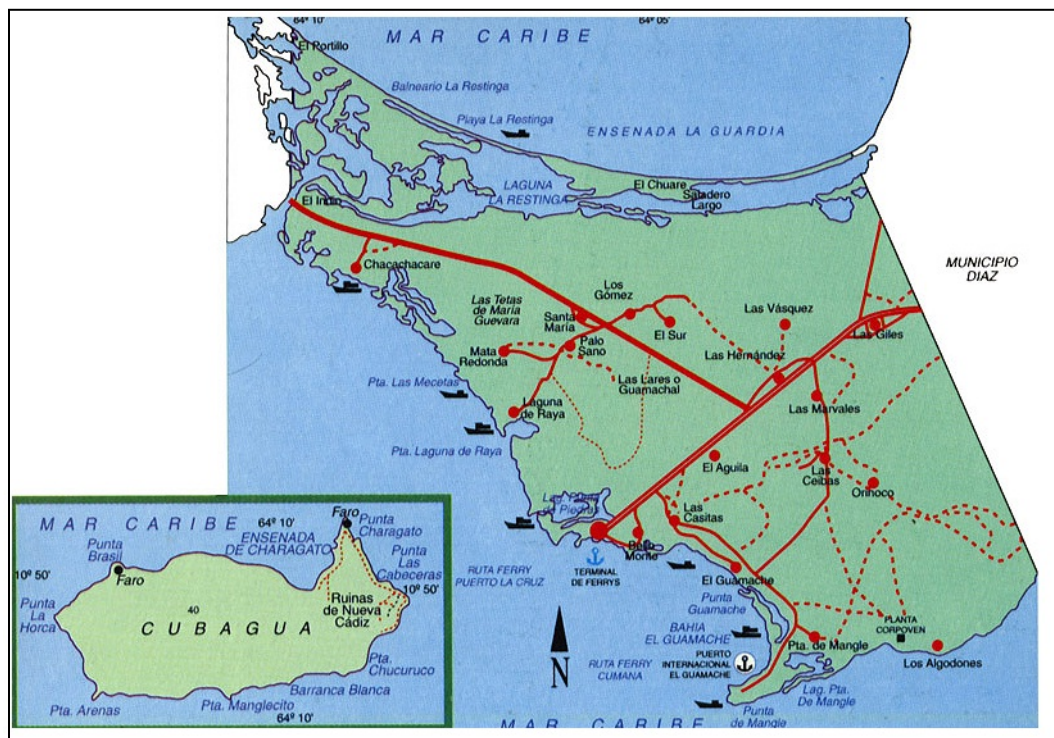 64º 10'
64º 05'
MAR CARIBE
El Portillo
Balneario La Restinga
Playa La Restinga
ENSENADA LA GUARDIA
LAGUNA
LA RESTINGA
El Chuare
Saladero
Largo
El Indio
MUNICIPIO
DIAZ
Chacachacare
Las Tetas
de María
Guevara
Los
Gómez
Santa
María
El Sur
Las Vásquez
Las Giles
Mata
Redonda
Palo
Sano
Las Hernández
Las Lares o
Guamachal
Pta. Las Mecetas
Laguna
de Raya
Las Marvales
Pta. Laguna de Raya
El Aguila
Las
Ceibas
Orinoco
de Piedras
Las
Casitas
Bello
Monte
TERMINAL
DE FERRYS
RUTA FERRY
PUERTO LA CRUZ
El Guamache
Punta
Guamache
BAHIA
EL GUAMACHE
PUERTO
INTERNACIONAL
EL GUAMACHE
RUTA FERRY
CUMANA
N
Pta. de Mangle
PLANTA
CORPOVEN
Los Algodones
Lag. Pta.
De Mangle
Punta
de Mangle
MAR CARIBE
MAR CARIBE
64º 10'
Faro
Punta
Charagato
ENSENADA
DE CHARAGATO
Punta
Brasil
Faro
Punta
Las
Cabeceras
10º 50'
10º 50'
Punta
La
Horca
40
Ruinas
de Nueva
Cádiz
CUBAGUA
Pta.
Chucuruco
Barranca Blanca
Pta. Manglecito
Pta. Arenas
64º 10'